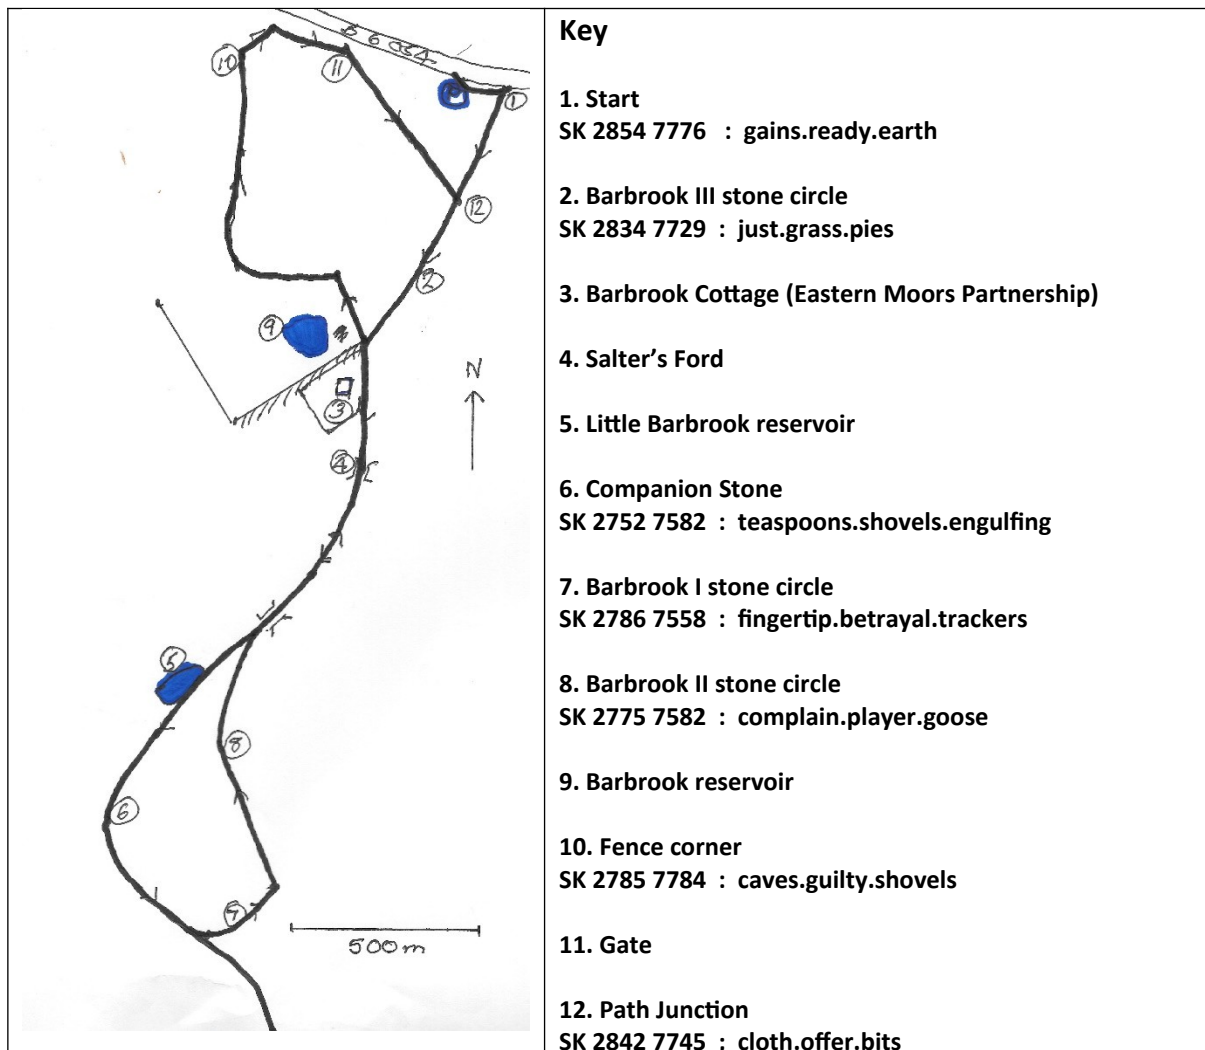 B6054
10
11
P
1
12
2
9
N
3
4
5
8
6
7
500m
Key
1. Start
SK 2854 7776 : gains.ready.earth
2. Barbrook III stone circle
SK 2834 7729 : just.grass.pies
3. Barbrook Cottage (Eastern Moors Partnership)
4. Salter's Ford
5. Little Barbrook reservoir
6. Companion Stone
SK 2752 7582 : teaspoons.shovels.engulfing
7. Barbrook I stone circle
SK 2786 7558 : fingertip.betrayal.trackers
8. Barbrook II stone circle
SK 2775 7582 : complain.player.goose
9. Barbrook reservoir
10. Fence corner
SK 2785 7784 : caves.guilty.shovels
11. Gate
12. Path Junction
SK 2842 7745 : cloth.offer.bits